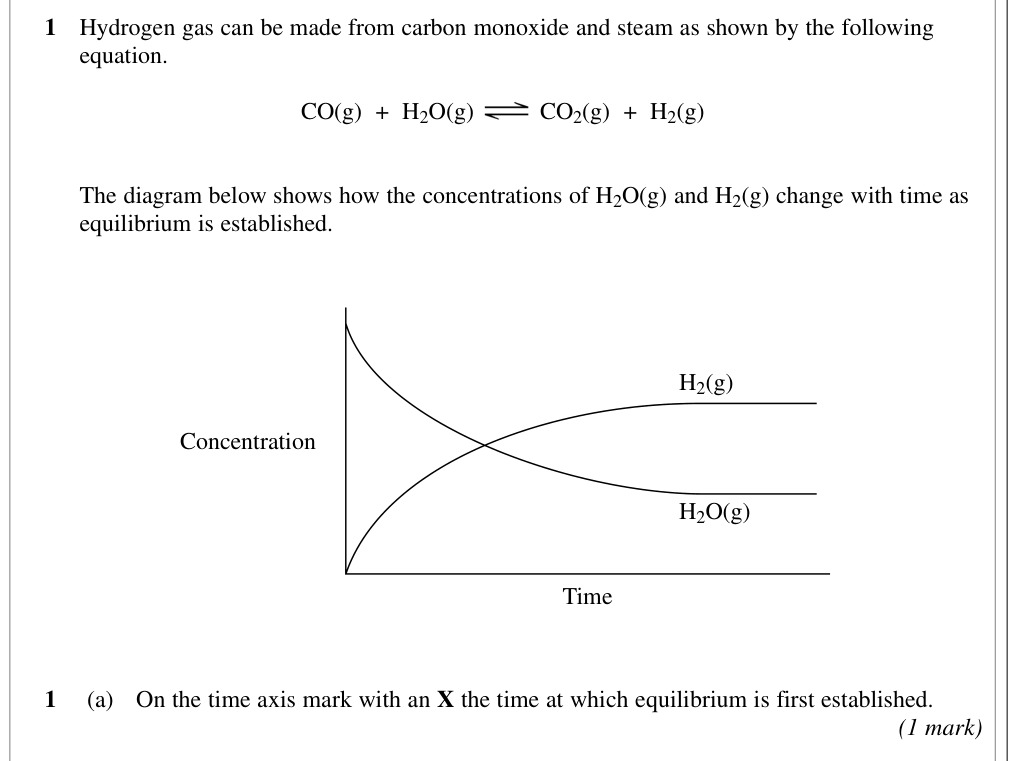 1 Hydrogen gas can be made from carbon monoxide and steam as shown by the following
equation.
CO(g) + H₂O(g) ⇌ CO₂(g) + H₂(g)
The diagram below shows how the concentrations of H₂O(g) and H₂(g) change with time as
equilibrium is established.
H₂(g)
Concentration
H₂O(g)
Time
1 (a) On the time axis mark with an X the time at which equilibrium is first established.
(1 mark)